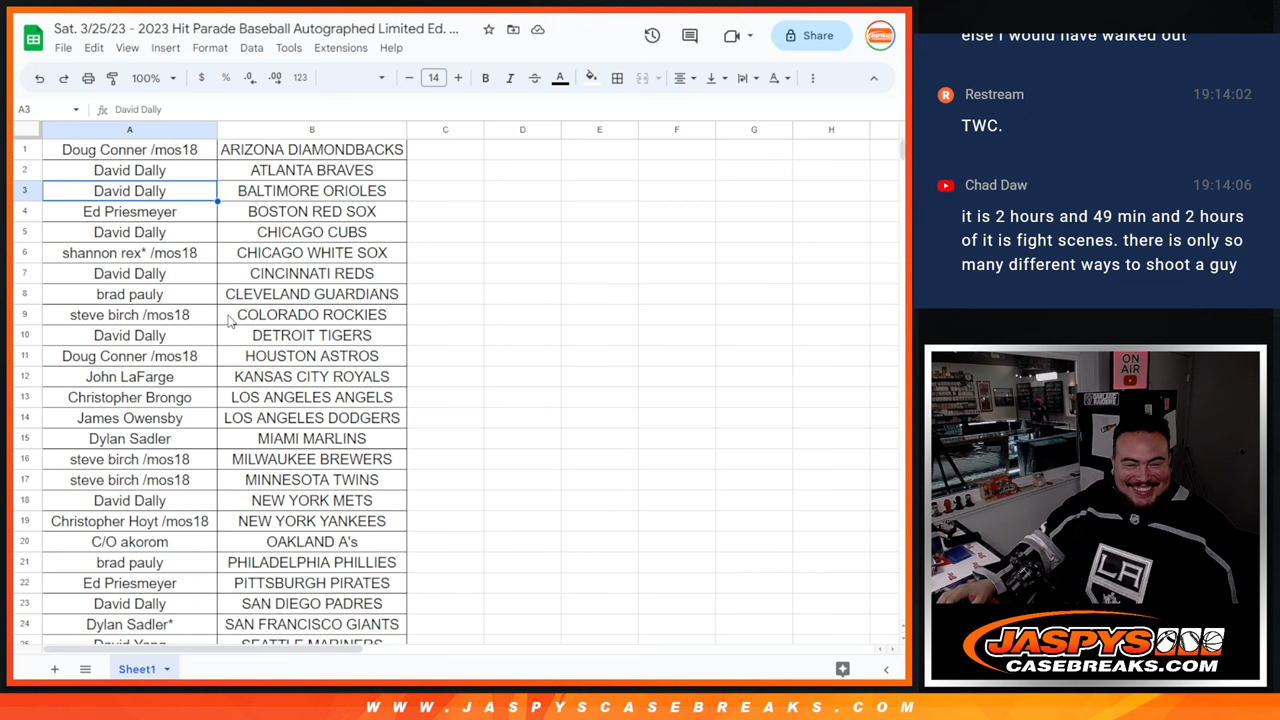 Sat. 3/25/23 - 2023 Hit Parade Baseball Autographed Limited Ed. ...
File Edit View Insert Format Data Tools Extensions Help
Share
100% $ % .0 .00 123 14 B I A
A3 fx David Dally
A B C D E F G H
1 Doug Conner /mos18 ARIZONA DIAMONDBACKS
2 David Dally ATLANTA BRAVES
3 David Dally BALTIMORE ORIOLES
4 Ed Priesmeyer BOSTON RED SOX
5 David Dally CHICAGO CUBS
6 shannon rex* /mos18 CHICAGO WHITE SOX
7 David Dally CINCINNATI REDS
8 brad pauly CLEVELAND GUARDIANS
9 steve birch /mos18 COLORADO ROCKIES
10 David Dally DETROIT TIGERS
11 Doug Conner /mos18 HOUSTON ASTROS
12 John LaFarge KANSAS CITY ROYALS
13 Christopher Brongo LOS ANGELES ANGELS
14 James Owensby LOS ANGELES DODGERS
15 Dylan Sadler MIAMI MARLINS
16 steve birch /mos18 MILWAUKEE BREWERS
17 steve birch /mos18 MINNESOTA TWINS
18 David Dally NEW YORK METS
19 Christopher Hoyt /mos18 NEW YORK YANKEES
20 C/O akorom OAKLAND A's
21 brad pauly PHILADELPHIA PHILLIES
22 Ed Priesmeyer PITTSBURGH PIRATES
23 David Dally SAN DIEGO PADRES
24 Dylan Sadler* SAN FRANCISCO GIANTS
25 David Yang SEATTLE MARINERS
Sheet1
else I would have walked out
Restream 19:14:02
TWC.
Chad Daw 19:14:06
it is 2 hours and 49 min and 2 hours
of it is fight scenes. there is only so
many different ways to shoot a guy
ON
AIR
LA
JASPYS
CASEBREAKS.COM
WWW.JASPYSCASEBREAKS.COM